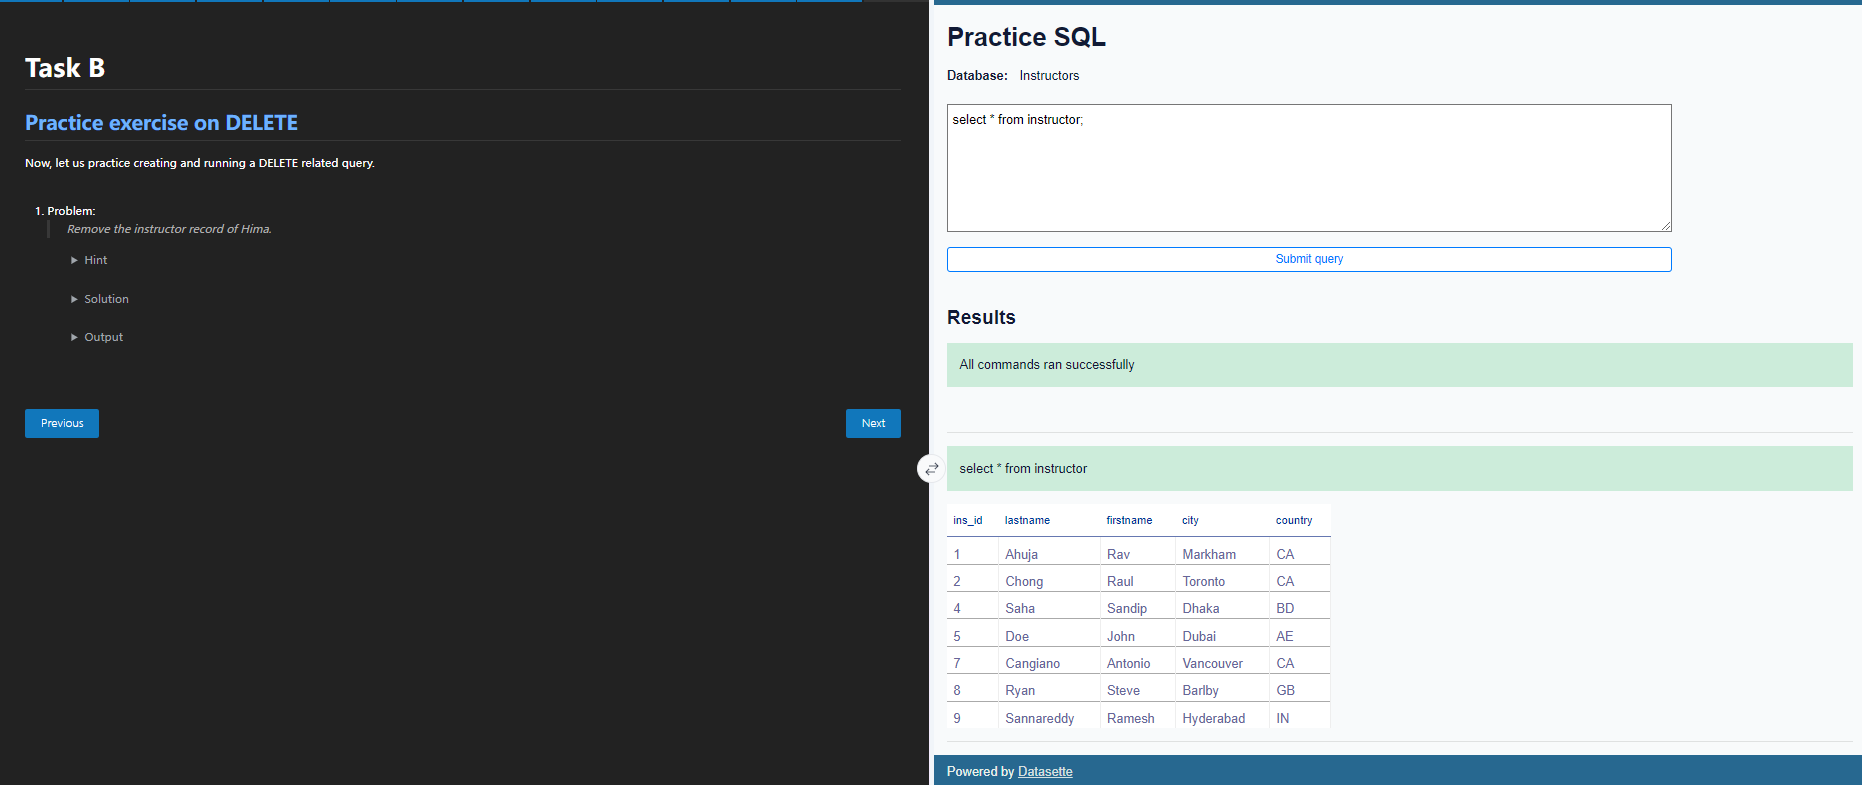 Task B
Practice exercise on DELETE
Now, let us practice creating and running a DELETE related query.
1. Problem:
Remove the instructor record of Hima.
Hint
Solution
Output
Previous
Next
Practice SQL
Database: Instructors
select * from instructor;
Submit query
Results
All commands ran successfully
select * from instructor
ins_id lastname firstname city country
1 Ahuja Rav Markham CA
2 Chong Raul Toronto CA
4 Saha Sandip Dhaka BD
5 Doe John Dubai AE
7 Cangiano Antonio Vancouver CA
8 Ryan Steve Barlby GB
9 Sannareddy Ramesh Hyderabad IN
Powered by Datasette